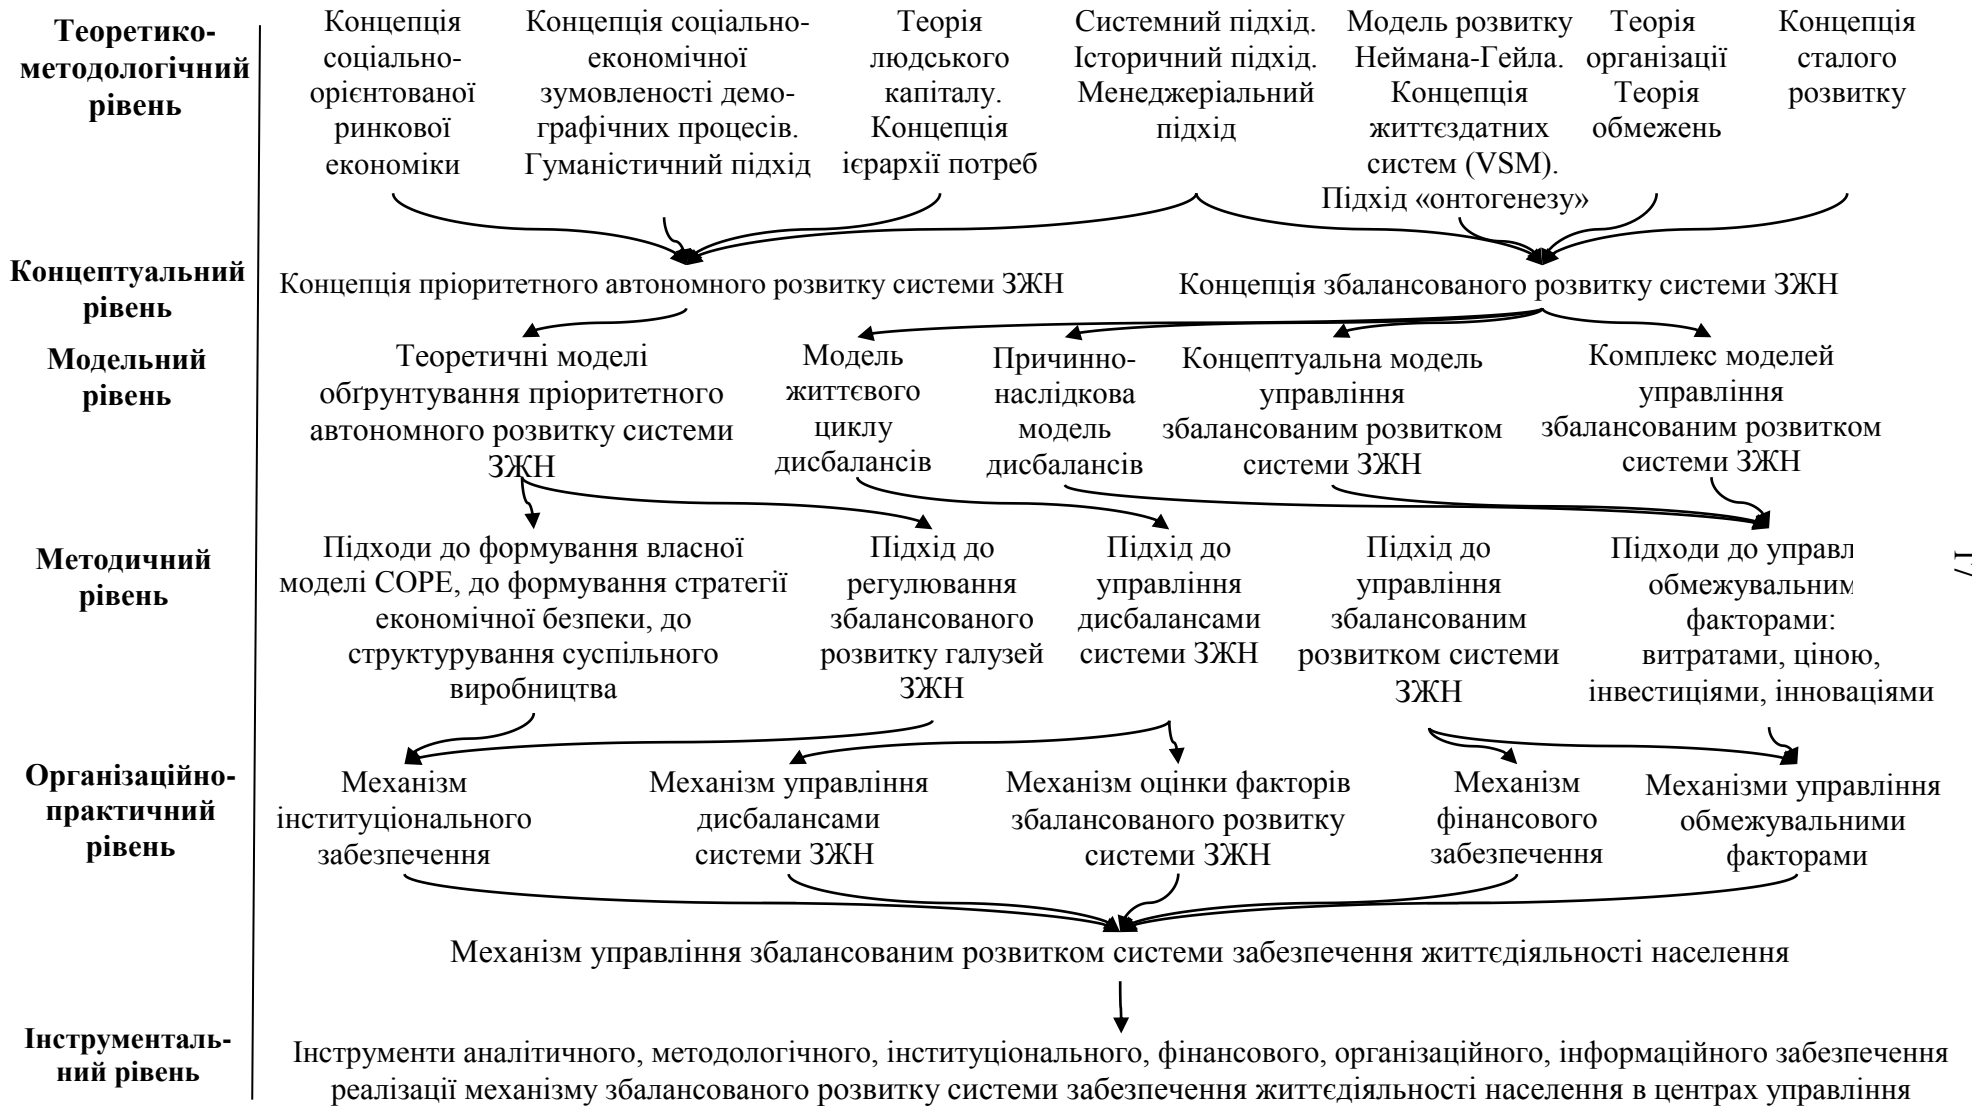 Теоретико-
методологічний
рівень
Концепція
соціально-
орієнтованої
ринкової
економіки
Концепція соціально-
економічної
зумовленості демо-
графічних процесів.
Гуманістичний підхід
Теорія
людського
капіталу.
Концепція
ієрархії потреб
Системний підхід.
Історичний підхід.
Менеджеріальний
підхід
Модель розвитку
Неймана-Гейла.
Концепція
життєздатних
систем (VSM).
Підхід «онтогенезу»
Теорія
організації
Теорія
обмежень
Концепція
сталого
розвитку
Концептуальний
рівень
Концепція пріоритетного автономного розвитку системи ЗЖН
Концепція збалансованого розвитку системи ЗЖН
Модельний
рівень
Теоретичні моделі
обґрунтування пріоритетного
автономного розвитку системи
ЗЖН
Модель
життєвого
циклу
дисбалансів
Причинно-
наслідкова
модель
дисбалансів
Концептуальна модель
управління
збалансованим розвитком
системи ЗЖН
Комплекс моделей
управління
збалансованим розвитком
системи ЗЖН
Методичний
рівень
Підходи до формування власної
моделі СОРЕ, до формування стратегії
економічної безпеки, до
структурування суспільного
виробництва
Підхід до
регулювання
збалансованого
розвитку галузей
ЗЖН
Підхід до
управління
дисбалансами
системи ЗЖН
Підхід до
управління
збалансованим
розвитком системи
ЗЖН
Підходи до управл
обмежувальним
факторами:
витратами, ціною,
інвестиціями, інноваціями
Організаційно-
практичний
рівень
Механізм
інституціонального
забезпечення
Механізм управління
дисбалансами
системи ЗЖН
Механізм оцінки факторів
збалансованого розвитку
системи ЗЖН
Механізм
фінансового
забезпечення
Механізми управління
обмежувальними
факторами
Механізм управління збалансованим розвитком системи забезпечення життєдіяльності населення
Інструменталь-
ний рівень
Інструменти аналітичного, методологічного, інституціонального, фінансового, організаційного, інформаційного забезпечення
реалізації механізму збалансованого розвитку системи забезпечення життєдіяльності населення в центрах управління